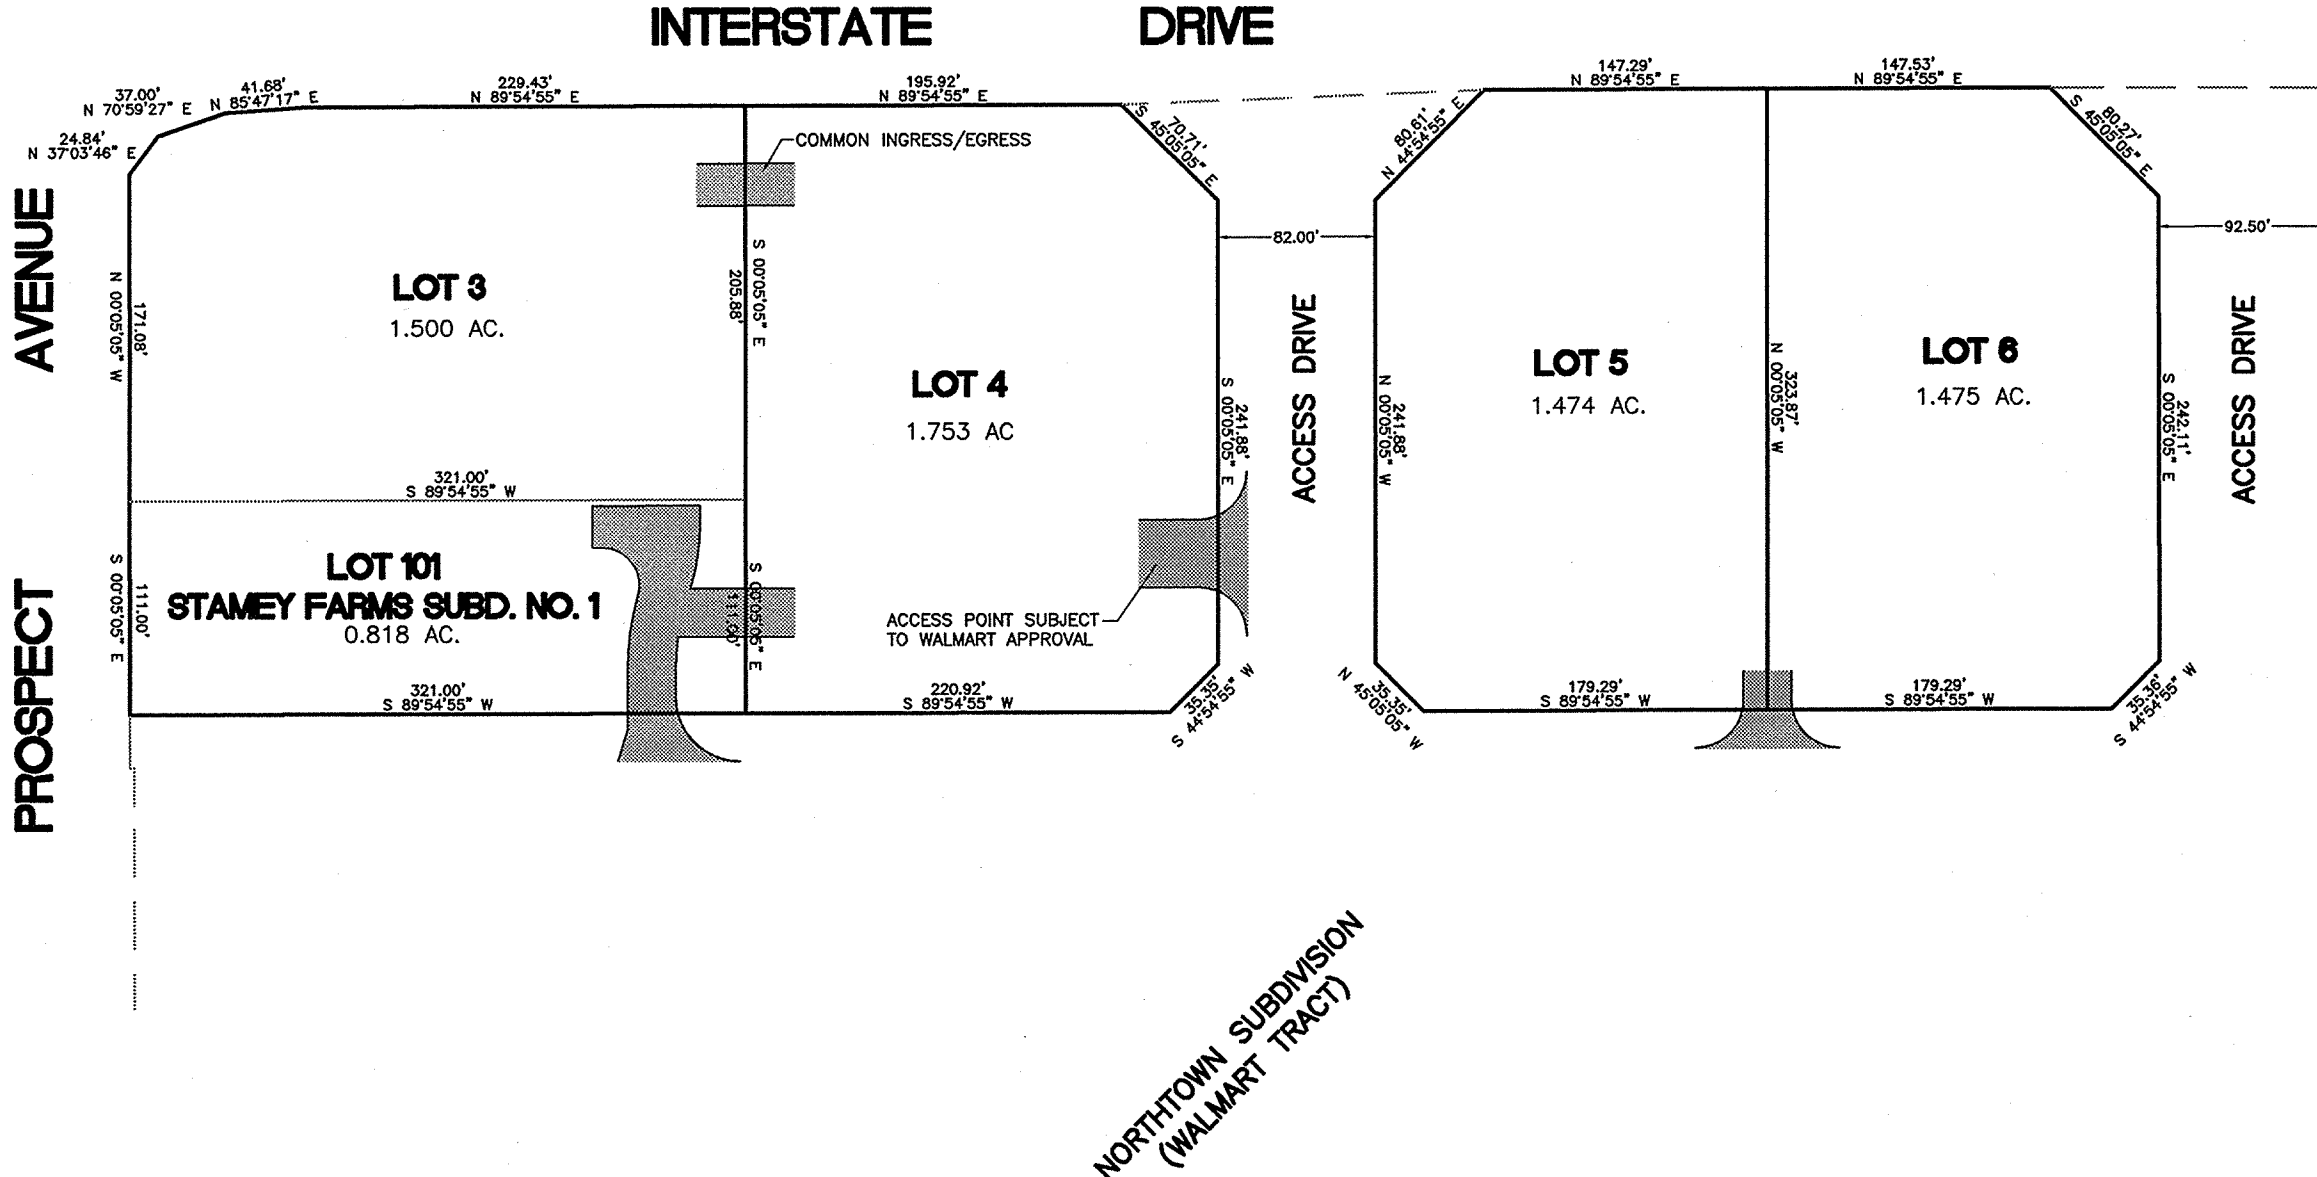 INTERSTATE DRIVE
37.00'
N 70°59'27" E
41.68'
N 85°47'17" E
229.43'
N 89°54'55" E
195.92'
N 89°54'55" E
147.29'
N 89°54'55" E
147.53'
N 89°54'55" E
24.84'
N 37°03'46" E
70.71'
S 45°05'05" E
80.61'
N 44°54'55" E
80.27'
S 45°05'05" E
COMMON INGRESS/EGRESS
PROSPECT AVENUE
171.08'
N 00°05'05" W
LOT 3
1.500 AC.
S 00°05'05" E
205.88'
LOT 4
1.753 AC
241.88'
S 00°05'05" E
82.00'
ACCESS DRIVE
241.88'
N 00°05'05" W
LOT 5
1.474 AC.
323.87'
N 00°05'05" W
LOT 6
1.475 AC.
242.11'
S 00°05'05" E
92.50'
ACCESS DRIVE
321.00'
S 89°54'55" W
111.00'
S 00°05'05" E
LOT 101
STAMEY FARMS SUBD. NO. 1
0.818 AC.
S 00°05'05" E
111.00'
ACCESS POINT SUBJECT
TO WALMART APPROVAL
321.00'
S 89°54'55" W
220.92'
S 89°54'55" W
35.35'
S 44°54'55" W
35.35'
N 45°05'05" W
179.29'
S 89°54'55" W
179.29'
S 89°54'55" W
35.36'
S 44°54'55" W
NORTHTOWN SUBDIVISION
(WALMART TRACT)